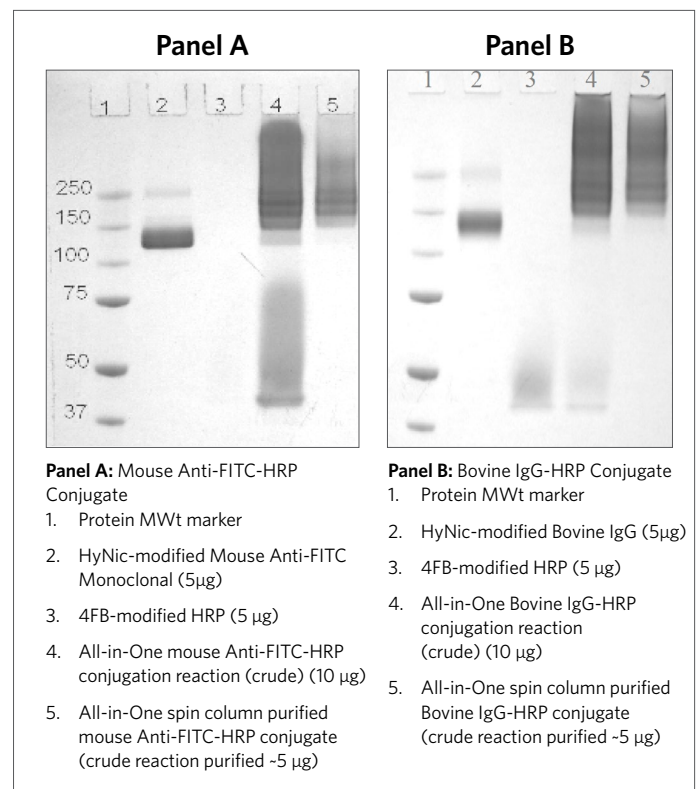 Panel A
Panel B
1 2 3 4 5
250
150
100
75
50
37
1 2 3 4 5
Panel A: Mouse Anti-FITC-HRP
Conjugate
1. Protein MWt marker
2. HyNic-modified Mouse Anti-FITC
Monoclonal (5µg)
3. 4FB-modified HRP (5 µg)
4. All-in-One mouse Anti-FITC-HRP
conjugation reaction (crude) (10 µg)
5. All-in-One spin column purified
mouse Anti-FITC-HRP conjugate
(crude reaction purified ~5 µg)
Panel B: Bovine IgG-HRP Conjugate
1. Protein MWt marker
2. HyNic-modified Bovine IgG (5µg)
3. 4FB-modified HRP (5 µg)
4. All-in-One Bovine IgG-HRP
conjugation reaction
(crude) (10 µg)
5. All-in-One spin column purified
Bovine IgG-HRP conjugate
(crude reaction purified ~5 µg)